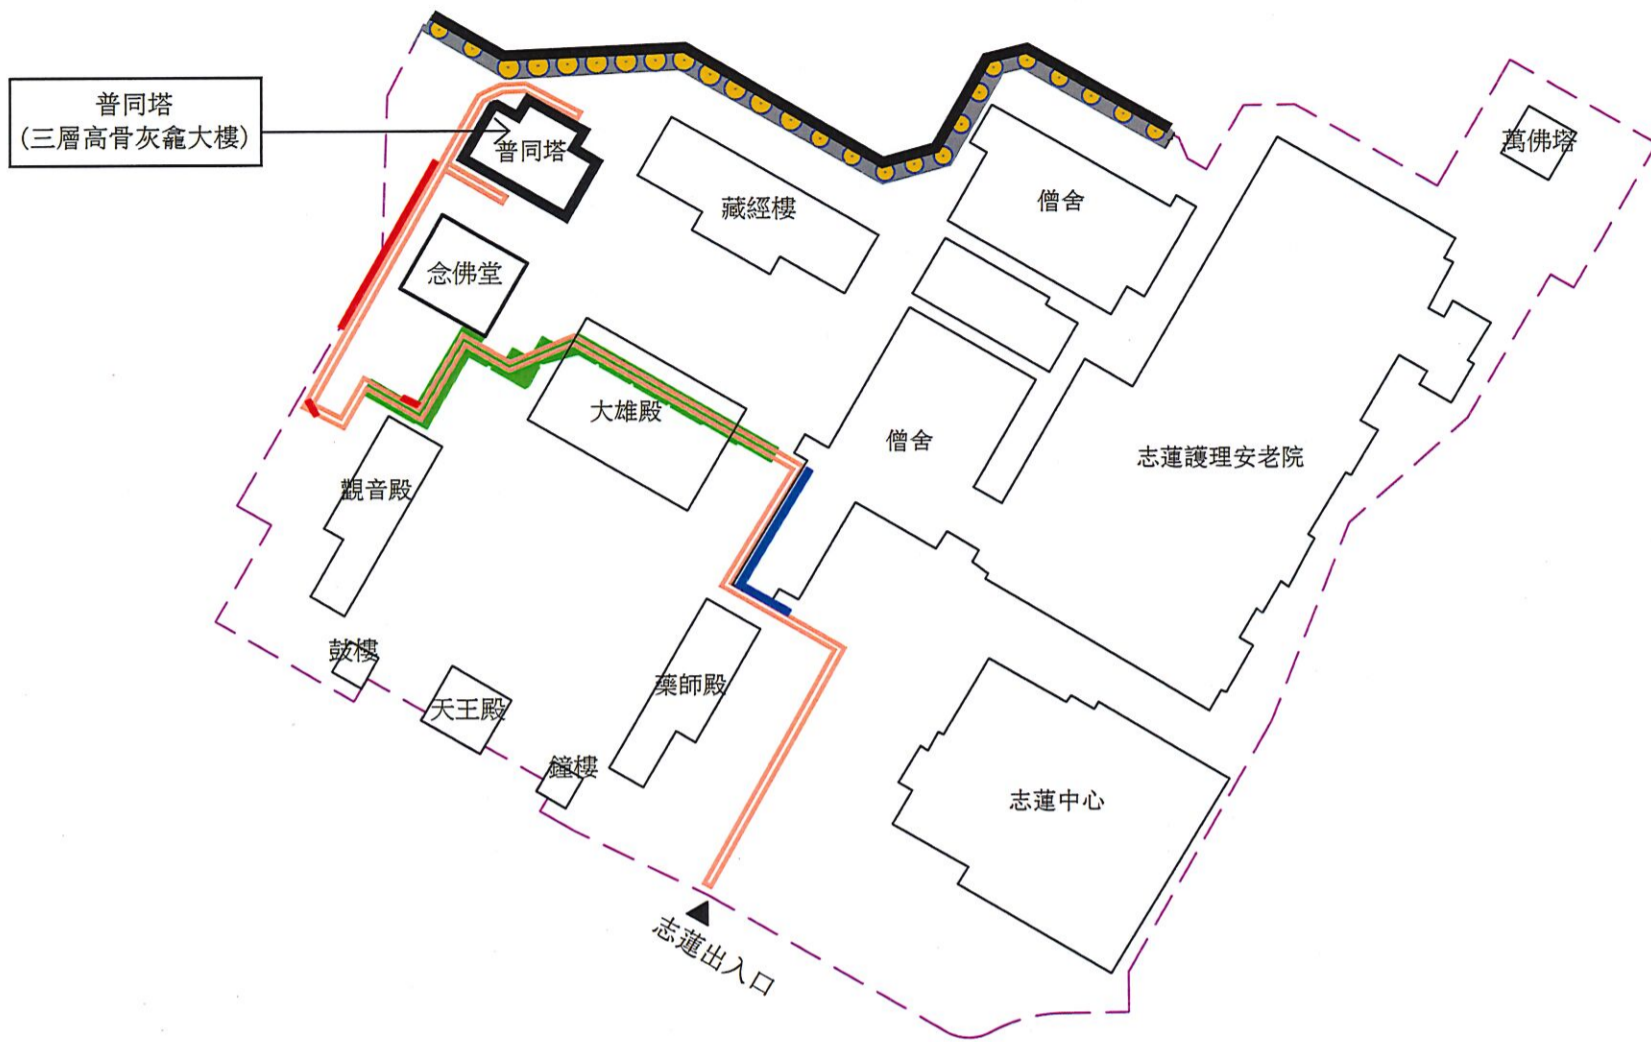 普同塔
(三層高骨灰龕大樓)
普同塔
萬佛塔
藏經樓
僧舍
念佛堂
大雄殿
僧舍
志蓮護理安老院
觀音殿
鼓樓
天王殿
藥師殿
鐘樓
志蓮中心
志蓮出入口